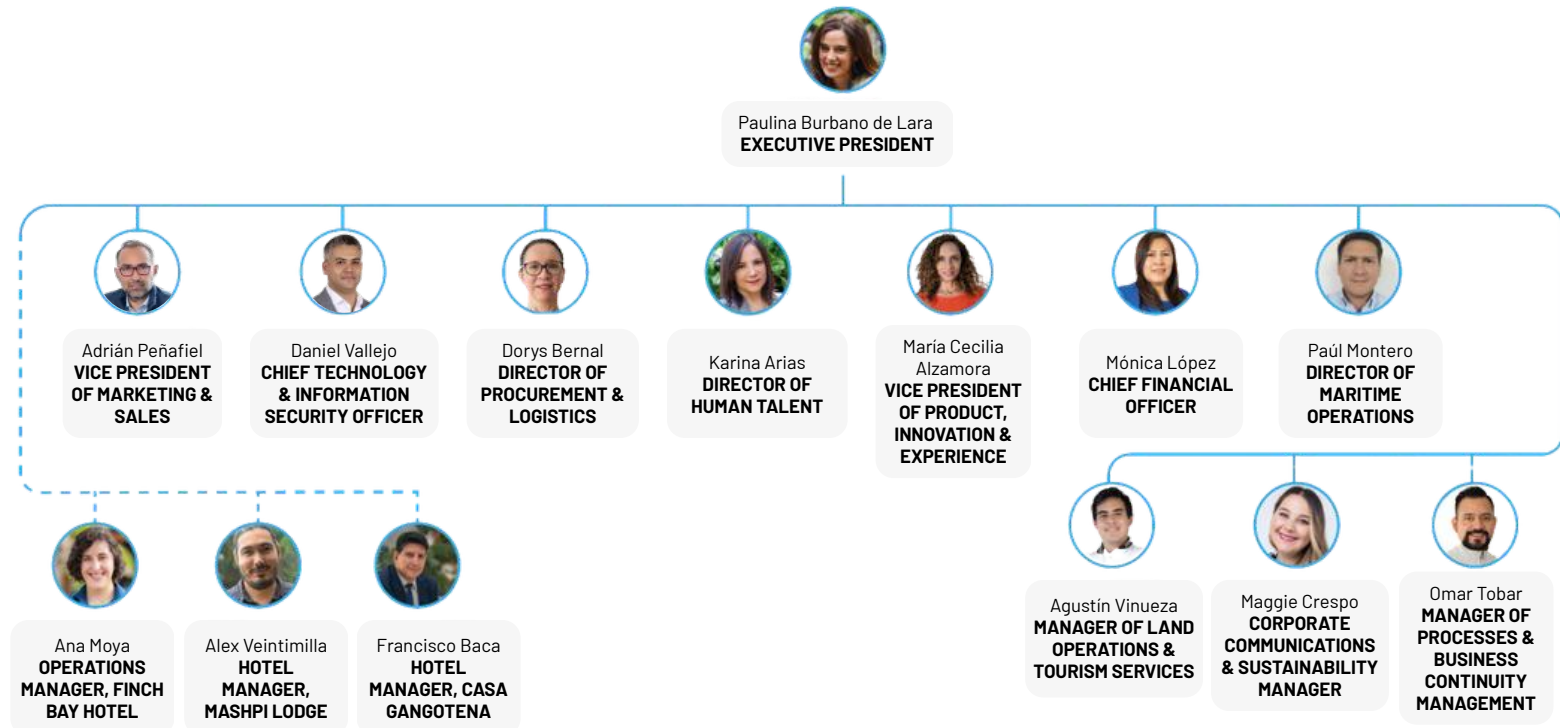 Paulina Burbano de Lara
EXECUTIVE PRESIDENT
Adrián Peñafiel
VICE PRESIDENT
OF MARKETING &
SALES
Daniel Vallejo
CHIEF TECHNOLOGY
& INFORMATION
SECURITY OFFICER
Dorys Bernal
DIRECTOR OF
PROCUREMENT &
LOGISTICS
Karina Arias
DIRECTOR OF
HUMAN TALENT
María Cecilia
Alzamora
VICE PRESIDENT
OF PRODUCT,
INNOVATION &
EXPERIENCE
Mónica López
CHIEF FINANCIAL
OFFICER
Paúl Montero
DIRECTOR OF
MARITIME
OPERATIONS
Ana Moya
OPERATIONS
MANAGER, FINCH
BAY HOTEL
Alex Veintimilla
HOTEL
MANAGER,
MASHPI LODGE
Francisco Baca
HOTEL
MANAGER, CASA
GANGOTENA
Agustín Vinueza
MANAGER OF LAND
OPERATIONS &
TOURISM SERVICES
Maggie Crespo
CORPORATE
COMMUNICATIONS
& SUSTAINABILITY
MANAGER
Omar Tobar
MANAGER OF
PROCESSES &
BUSINESS
CONTINUITY
MANAGEMENT